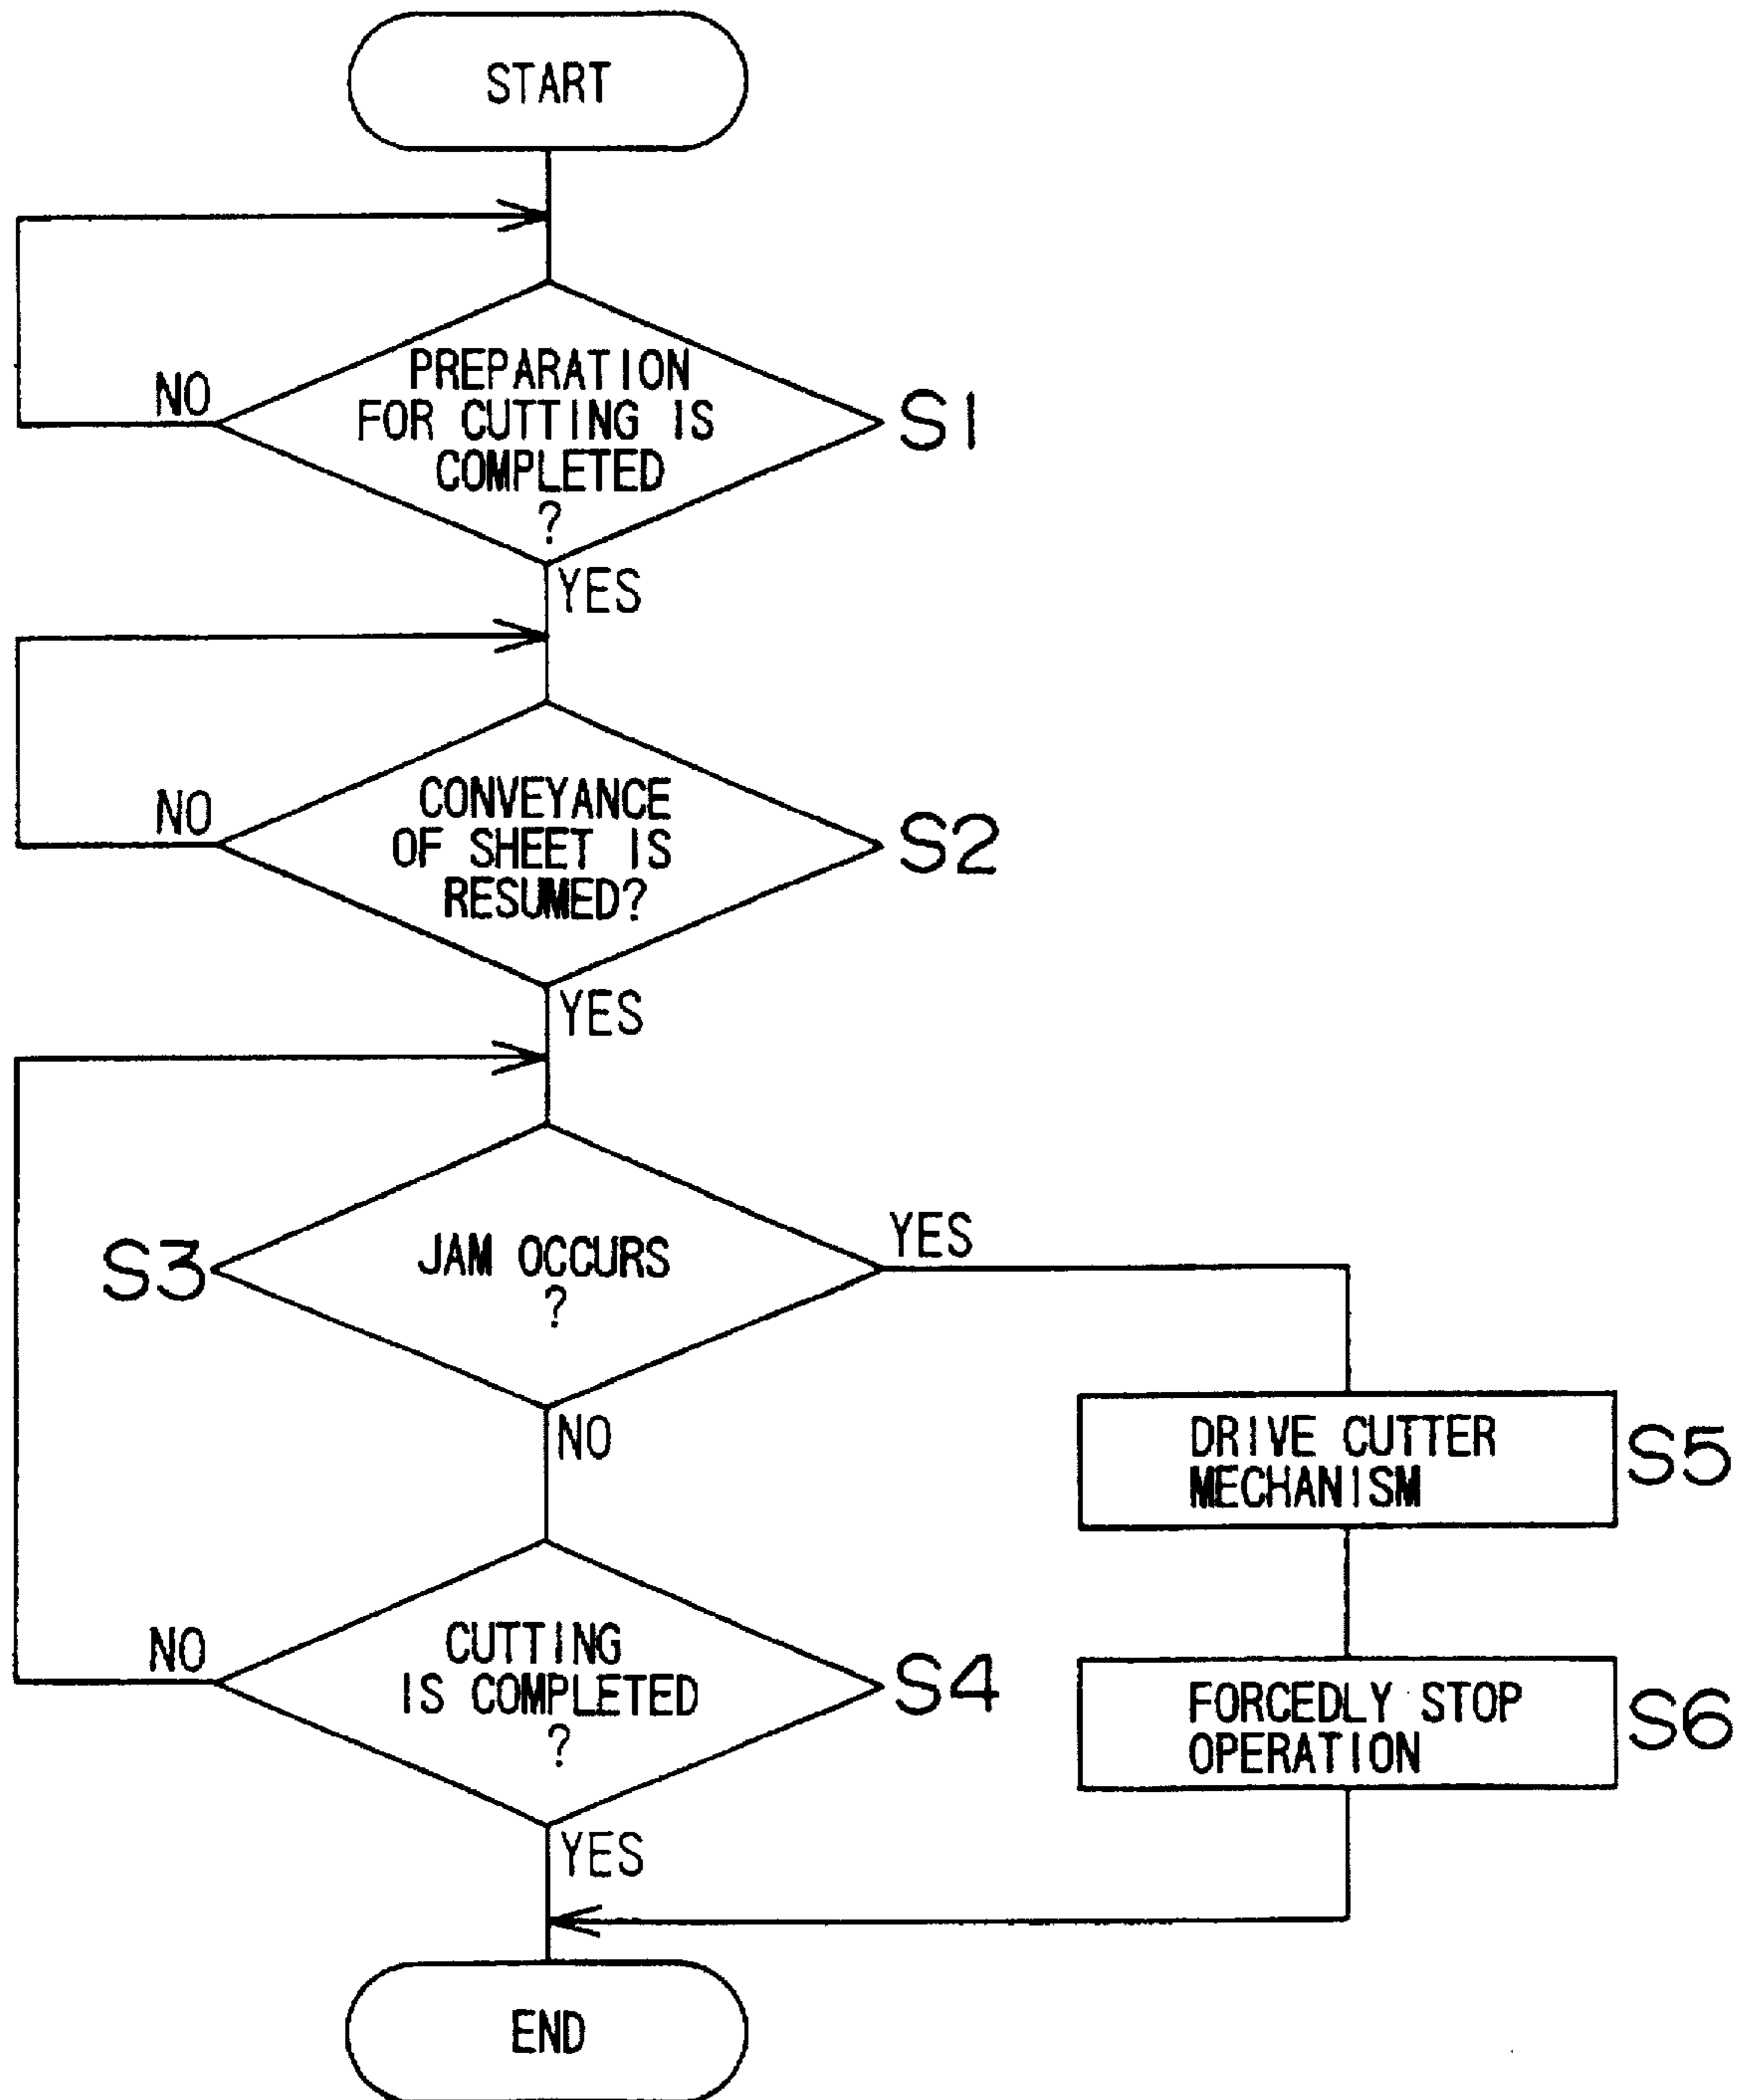 START
PREPARATION
FOR CUTTING IS
COMPLETED
?
NO
S1
YES
CONVEYANCE
OF SHEET IS
RESUMED?
NO
S2
YES
S3
JAM OCCURS
?
YES
NO
DRIVE CUTTER
MECHANISM
S5
CUTTING
IS COMPLETED
?
NO
S4
FORCEDLY STOP
OPERATION
S6
YES
END